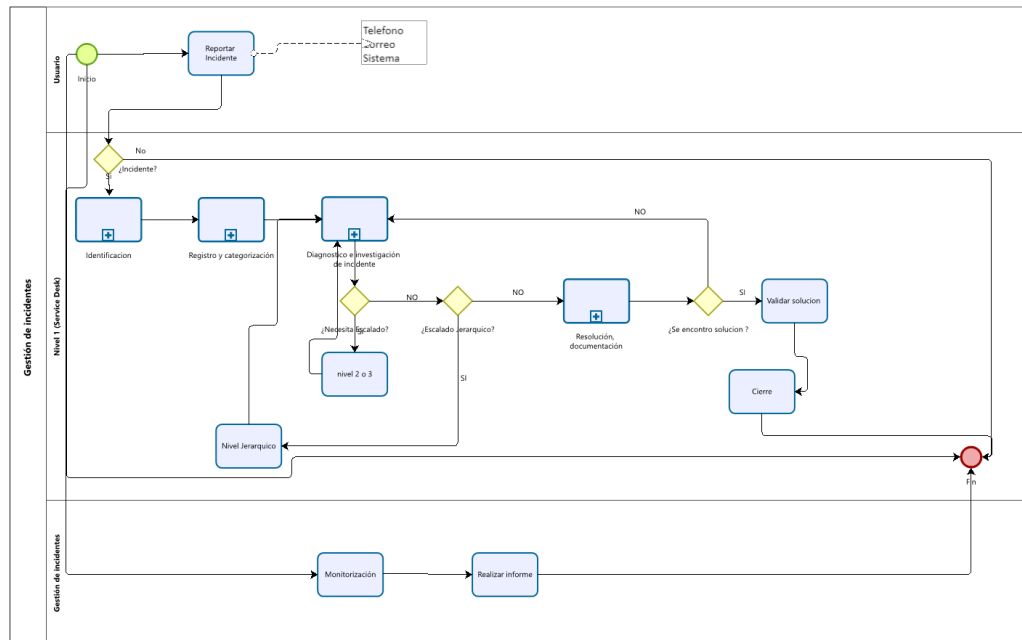 Gestión de incidentes
Usuario
Inicio
Reportar
Incidente
Telefono
Correo
Sistema
Nivel 1 (Service Desk)
No
¿Incidente?
Si
Identificacion
Registro y categorización
Diagnostico e investigación
de incidente
NO
¿Necesita Escalado?
SI
NO
¿Escalado Jerarquico?
NO
SI
¿Se encontro solucion ?
Validar solucion
Resolución,
documentación
nivel 2 o 3
SI
Cierre
Nivel Jerarquico
Fin
Gestión de incidentes
Monitorización
Realizar informe